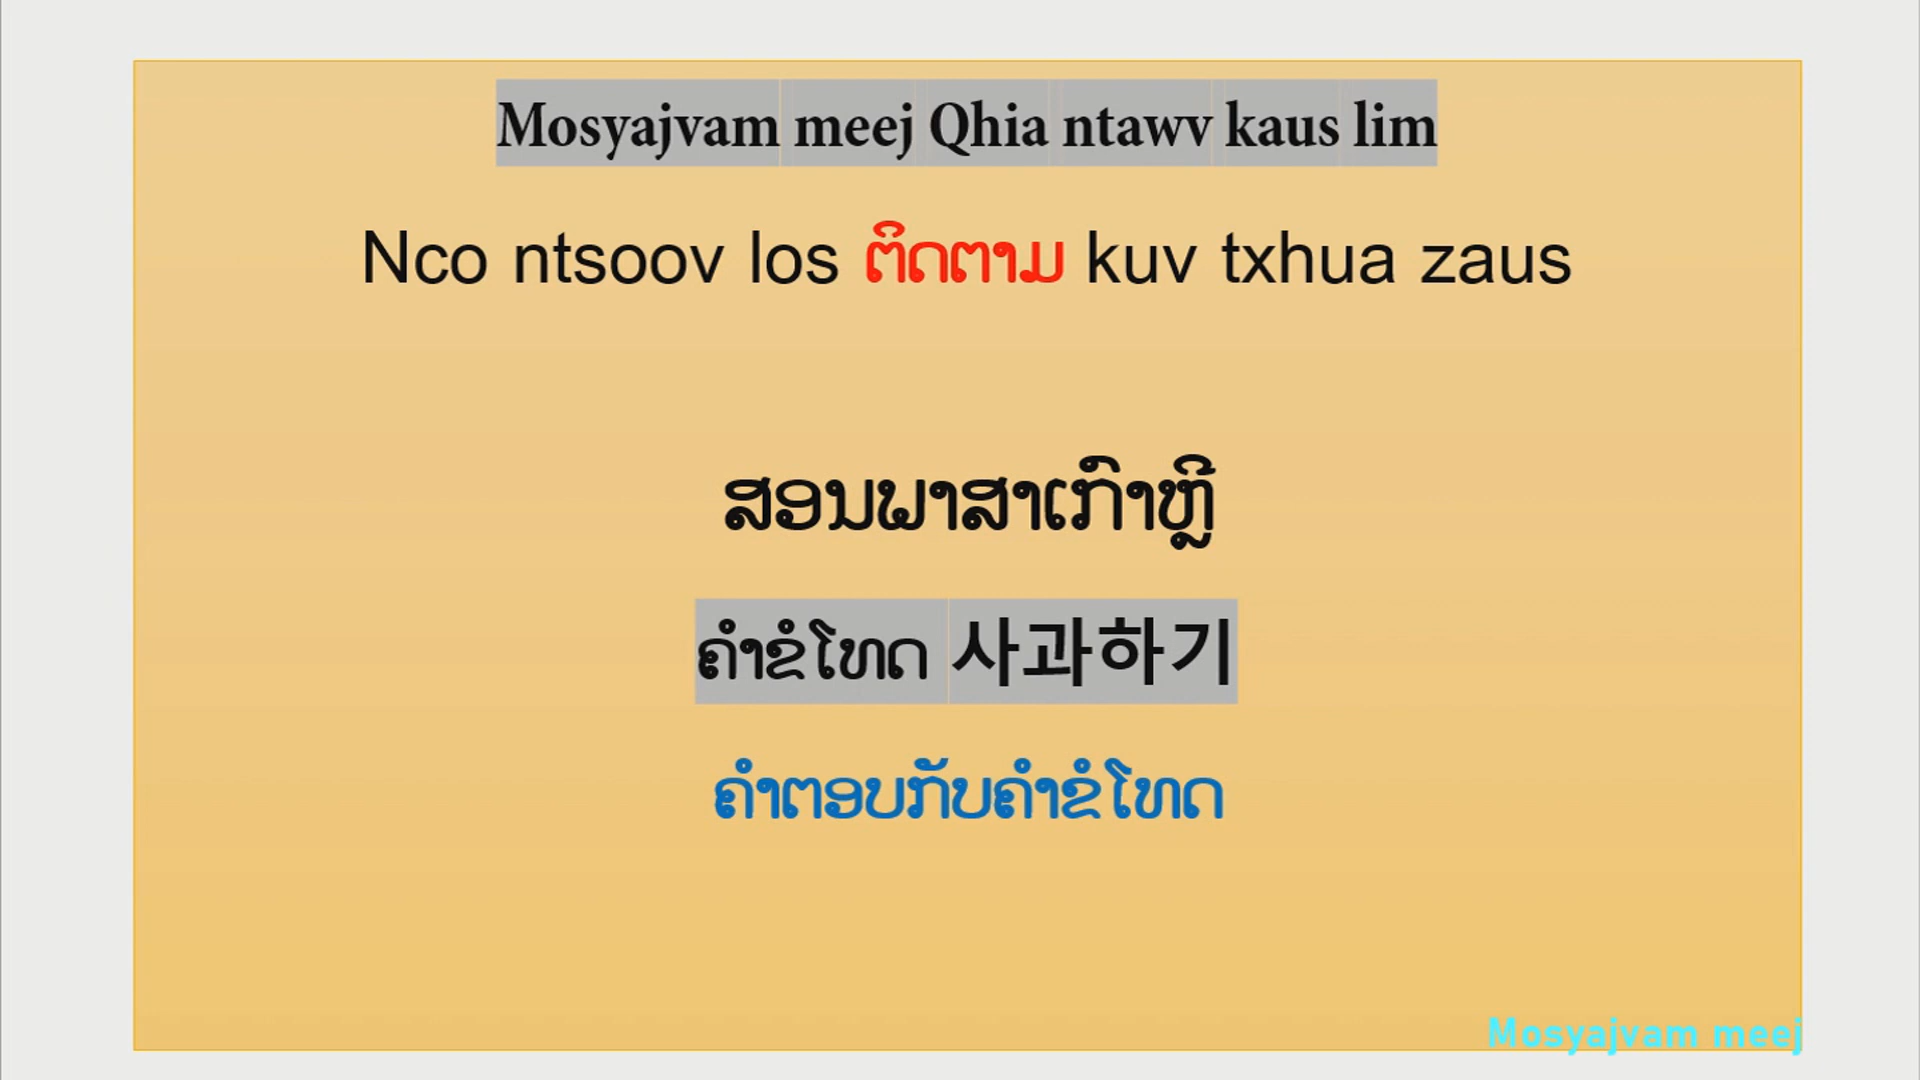 Mosyajvam meej Qhia ntawv kaus lim
Nco ntsoov los ຕິດຕາມ kuv txhua zaus
ສອນພາສາເກົາຫຼີ
ຄຳຂໍໂທດ 사과하기
ຄຳຕອບກັບຄຳຂໍໂທດ
Mosyajvam meej